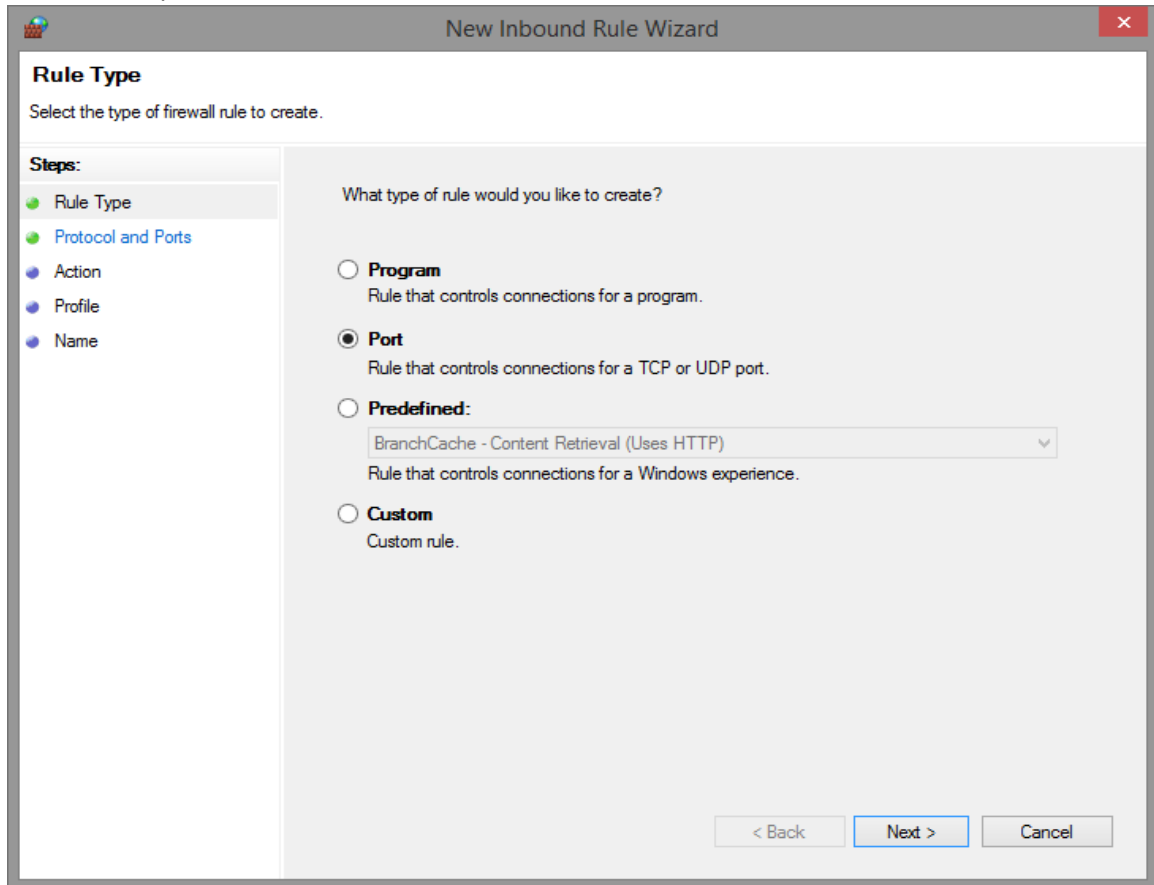 New Inbound Rule Wizard
Rule Type
Select the type of firewall rule to create.
Steps:
Rule Type
Protocol and Ports
Action
Profile
Name
What type of rule would you like to create?
Program
Rule that controls connections for a program.
Port
Rule that controls connections for a TCP or UDP port.
Predefined:
BranchCache - Content Retrieval (Uses HTTP)
Rule that controls connections for a Windows experience.
Custom
Custom rule.
< Back
Next >
Cancel